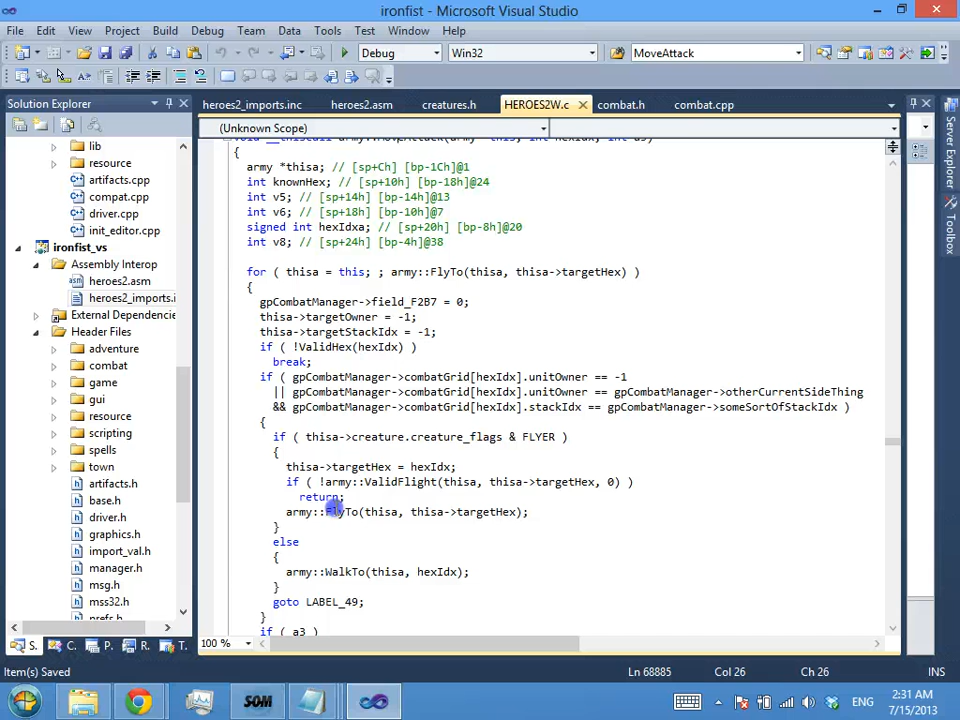 ironfist - Microsoft Visual Studio
File Edit View Project Build Debug Team Data Tools Test Window Help
Debug Win32 MoveAttack
Solution Explorer
heroes2_imports.inc heroes2.asm creatures.h HEROES2W.c combat.h combat.cpp
(Unknown Scope)
lib
resource
artifacts.cpp
compat.cpp
driver.cpp
init_editor.cpp
ironfist_vs
Assembly Interop
heroes2.asm
heroes2_imports.i
External Dependencie
Header Files
adventure
combat
game
gui
resource
scripting
spells
town
artifacts.h
base.h
driver.h
graphics.h
import_val.h
manager.h
msg.h
mss32.h
prefs.h
{
army *thisa; // [sp+Ch] [bp-1Ch]@1
int knownHex; // [sp+10h] [bp-18h]@24
int v5; // [sp+14h] [bp-14h]@13
int v6; // [sp+18h] [bp-10h]@7
signed int hexIdxa; // [sp+20h] [bp-8h]@20
int v8; // [sp+24h] [bp-4h]@38
for ( thisa = this; ; army::FlyTo(thisa, thisa->targetHex) )
{
gpCombatManager->field_F2B7 = 0;
thisa->targetOwner = -1;
thisa->targetStackIdx = -1;
if ( !ValidHex(hexIdx) )
break;
if ( gpCombatManager->combatGrid[hexIdx].unitOwner == -1
|| gpCombatManager->combatGrid[hexIdx].unitOwner == gpCombatManager->otherCurrentSideThing
&& gpCombatManager->combatGrid[hexIdx].stackIdx == gpCombatManager->someSortOfStackIdx )
{
if ( thisa->creature.creature_flags & FLYER )
{
thisa->targetHex = hexIdx;
if ( !army::ValidFlight(thisa, thisa->targetHex, 0) )
return;
army::FlyTo(thisa, thisa->targetHex);
}
else
{
army::WalkTo(thisa, hexIdx);
}
goto LABEL_49;
}
if ( a3 )
Server Explorer
Toolbox
100 %
S. C. P.. R. T.
Item(s) Saved Ln 68885 Col 26 Ch 26 INS
SOM ENG 2:31 AM
7/15/2013